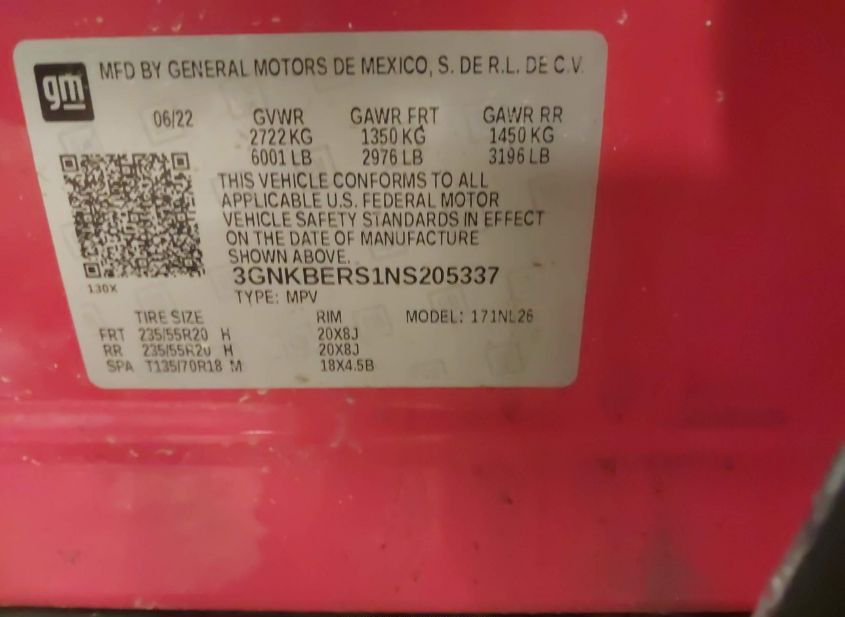 gm MFD BY GENERAL MOTORS DE MEXICO, S. DE R.L. DE C.V.
06/22 GVWR GAWR FRT GAWR RR
2722 KG 1350 KG 1450 KG
6001 LB 2976 LB 3196 LB
THIS VEHICLE CONFORMS TO ALL
APPLICABLE U.S. FEDERAL MOTOR
VEHICLE SAFETY STANDARDS IN EFFECT
ON THE DATE OF MANUFACTURE
SHOWN ABOVE.
3GNKBERS1NS205337
130X TYPE: MPV
TIRE SIZE RIM MODEL: 171NL26
FRT 235/55R20 H 20X8J
RR 235/55R20 H 20X8J
SPA T135/70R18 M 18X4.5B